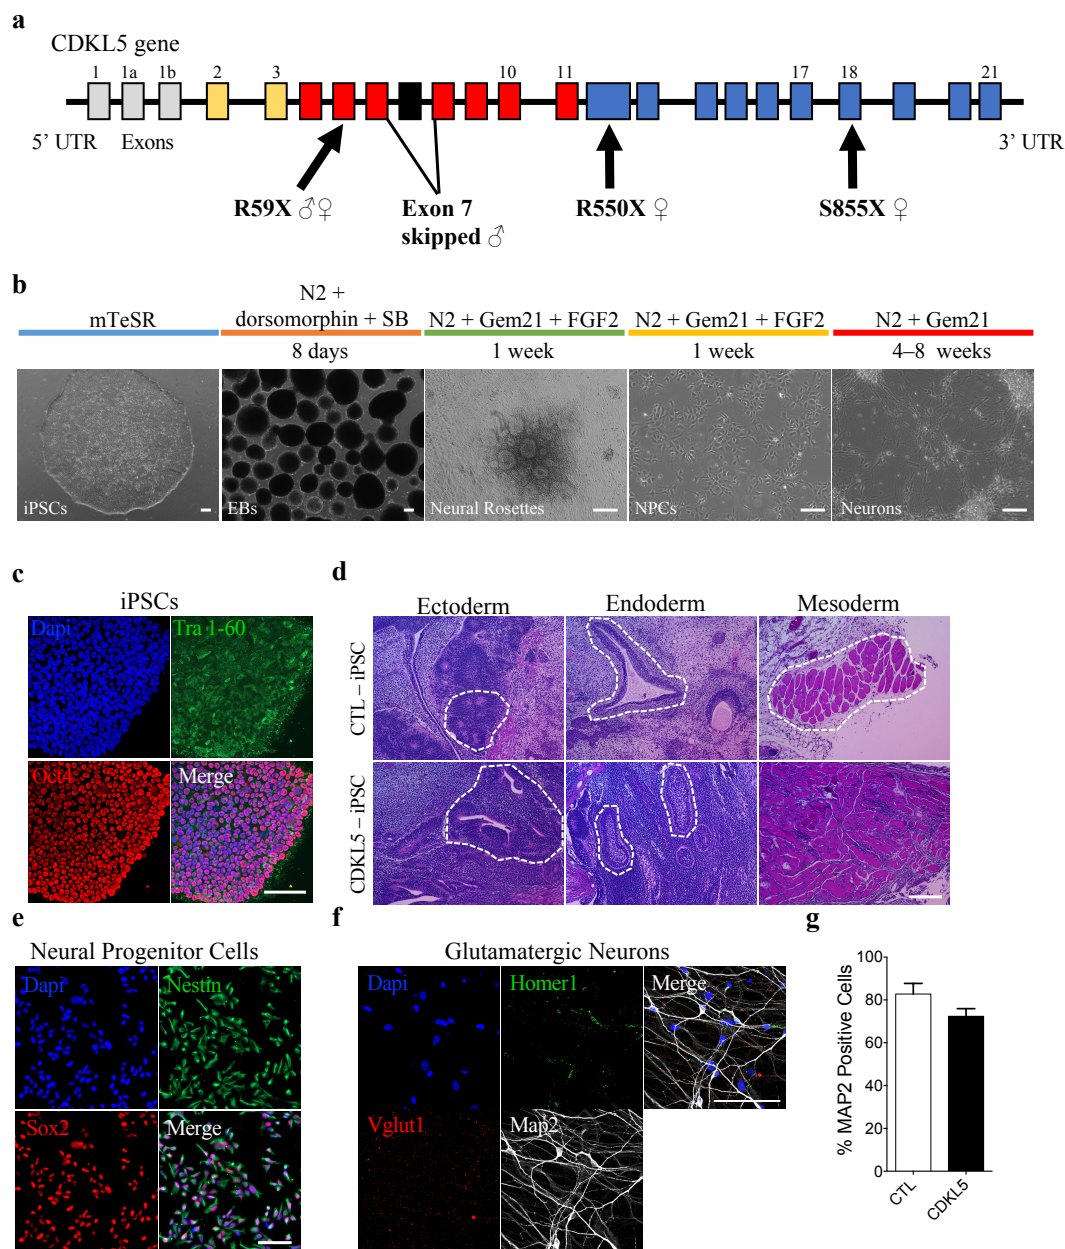 a
CDKL5 gene
1 1a 1b 2 3 10 11 17 18 21
5’ UTR Exons 3’ UTR
R59X ♂♀
Exon 7
skipped ♂
R550X ♀
S855X ♀
b
mTeSR
N2 +
dorsomorphin + SB
N2 + Gem21 + FGF2
N2 + Gem21 + FGF2
N2 + Gem21
8 days
1 week
1 week
4–8 weeks
iPSCs
EBs
Neural Rosettes
NPCs
Neurons
c
iPSCs
Dapi
Tra 1-60
Oct4
Merge
d
Ectoderm
Endoderm
Mesoderm
CTL – iPSC
CDKL5 – iPSC
e
Neural Progenitor Cells
Dapi
Nestin
Sox2
Merge
f
Glutamatergic Neurons
Dapi
Homer1
Merge
Vglut1
Map2
g
% MAP2 Positive Cells
100
80
60
40
20
0
CTL
CDKL5